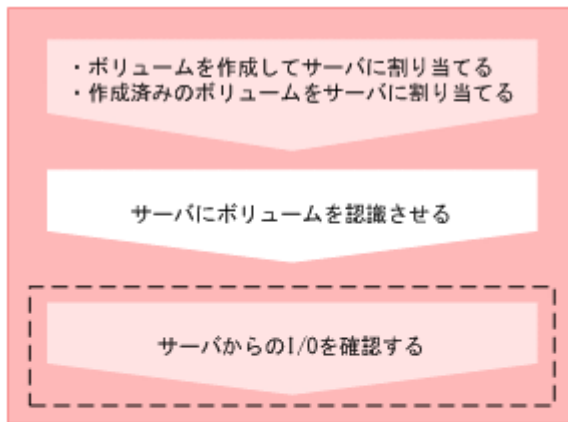 ・ボリュームを作成してサーバに割り当てる
・作成済みのボリュームをサーバに割り当てる
サーバにボリュームを認識させる
サーバからのI/Oを確認する